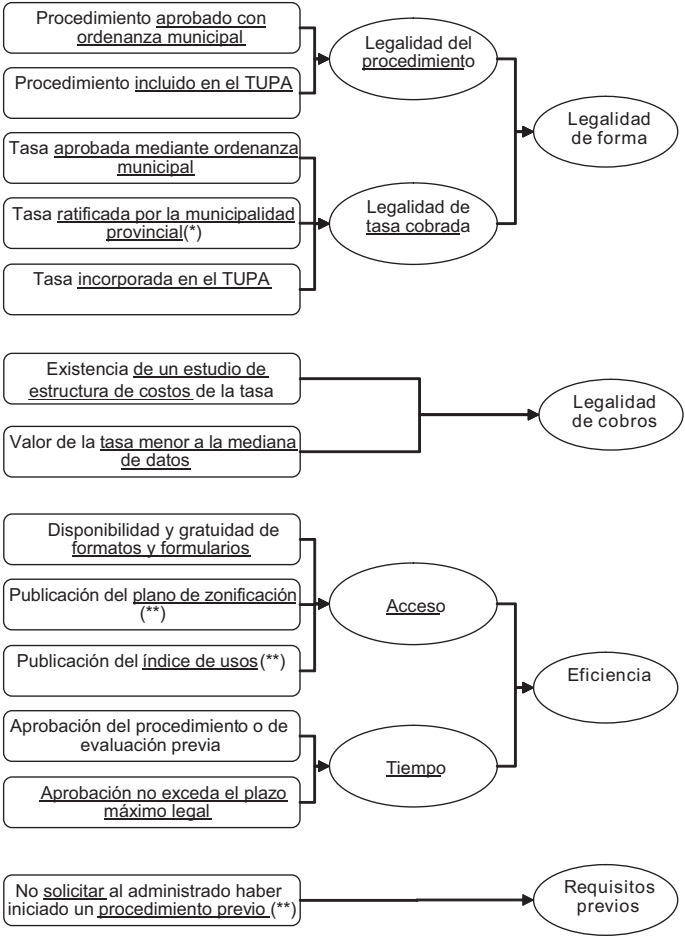 Procedimiento aprobado con
ordenanza municipal
Procedimiento incluido en el TUPA
Legalidad del
procedimiento
Tasa aprobada mediante ordenanza
municipal
Tasa ratificada por la municipalidad
provincial(*)
Tasa incorporada en el TUPA
Legalidad de
tasa cobrada
Legalidad
de forma
Existencia de un estudio de
estructura de costos de la tasa
Valor de la tasa menor a la mediana
de datos
Legalidad
de cobros
Disponibilidad y gratuidad de
formatos y formularios
Publicación del plano de zonificación
(**)
Publicación del índice de usos(**)
Acceso
Aprobación del procedimiento o de
evaluación previa
Aprobación no exceda el plazo
máximo legal
Tiempo
Eficiencia
No solicitar al administrado haber
iniciado un procedimiento previo (**)
Requisitos
previos